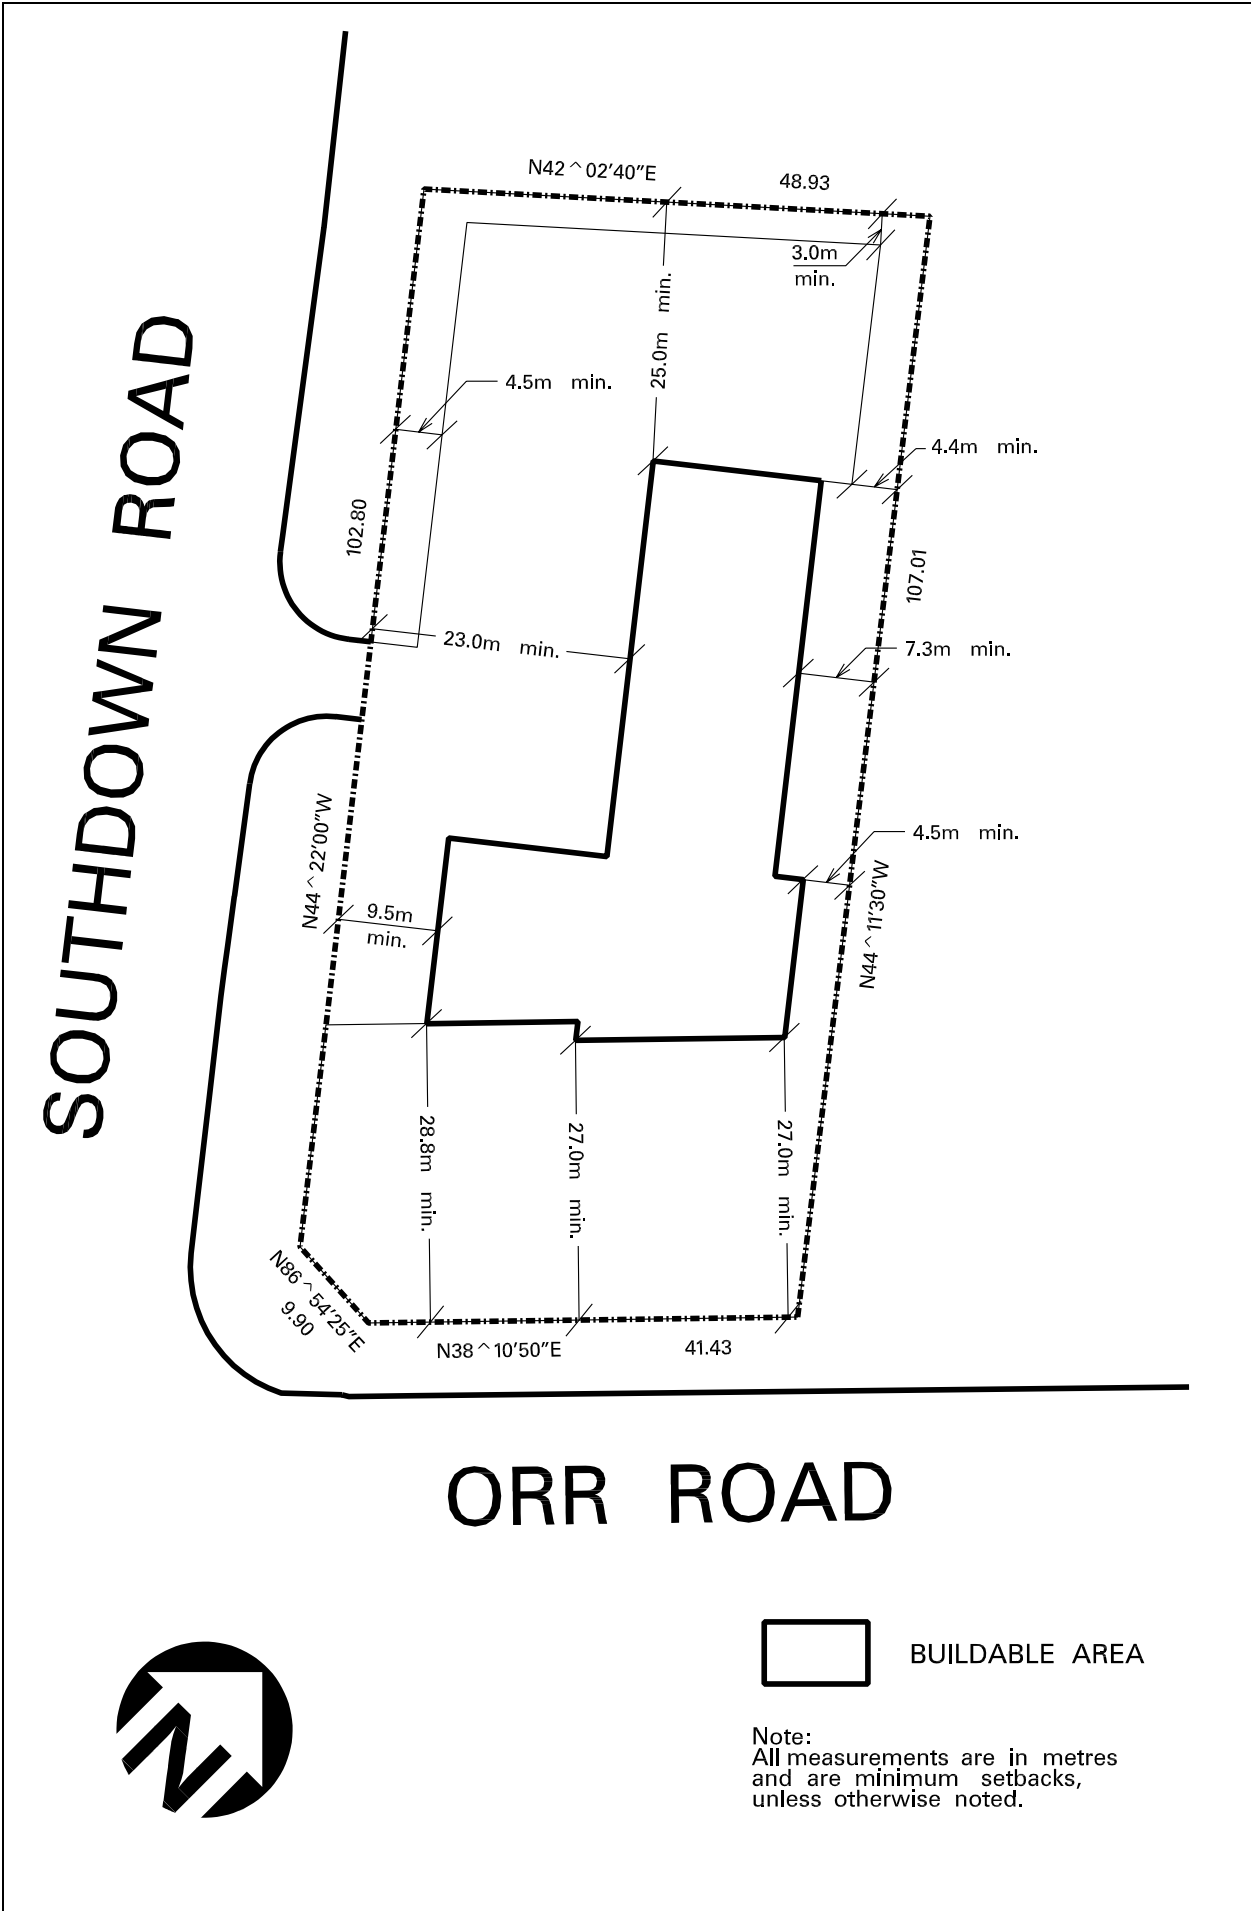 N42^02'40"E
48.93
3.0m
min.
25.0m min.
4.5m min.
4.4m min.
SOUTHDOWN ROAD
102.80
107.01
23.0m min.
7.3m min.
N44^22'00"W
4.5m min.
9.5m
min.
N44^11'30"W
28.8m min.
27.0m min.
27.0m min.
N86^54'25"E
9.90
N38^10'50"E
41.43
ORR ROAD
N
BUILDABLE AREA
Note:
All measurements are in metres
and are minimum setbacks,
unless otherwise noted.